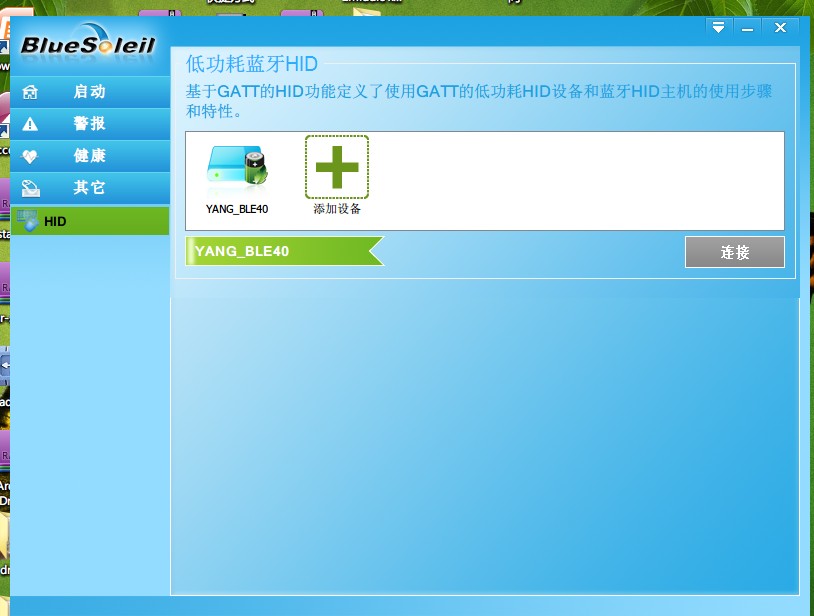 BlueSoleil
启动
警报
健康
其它
HID
低功耗蓝牙HID
基于GATT的HID功能定义了使用GATT的低功耗HID设备和蓝牙HID主机的使用步骤
和特性。
YANG_BLE40
添加设备
YANG_BLE40
连接